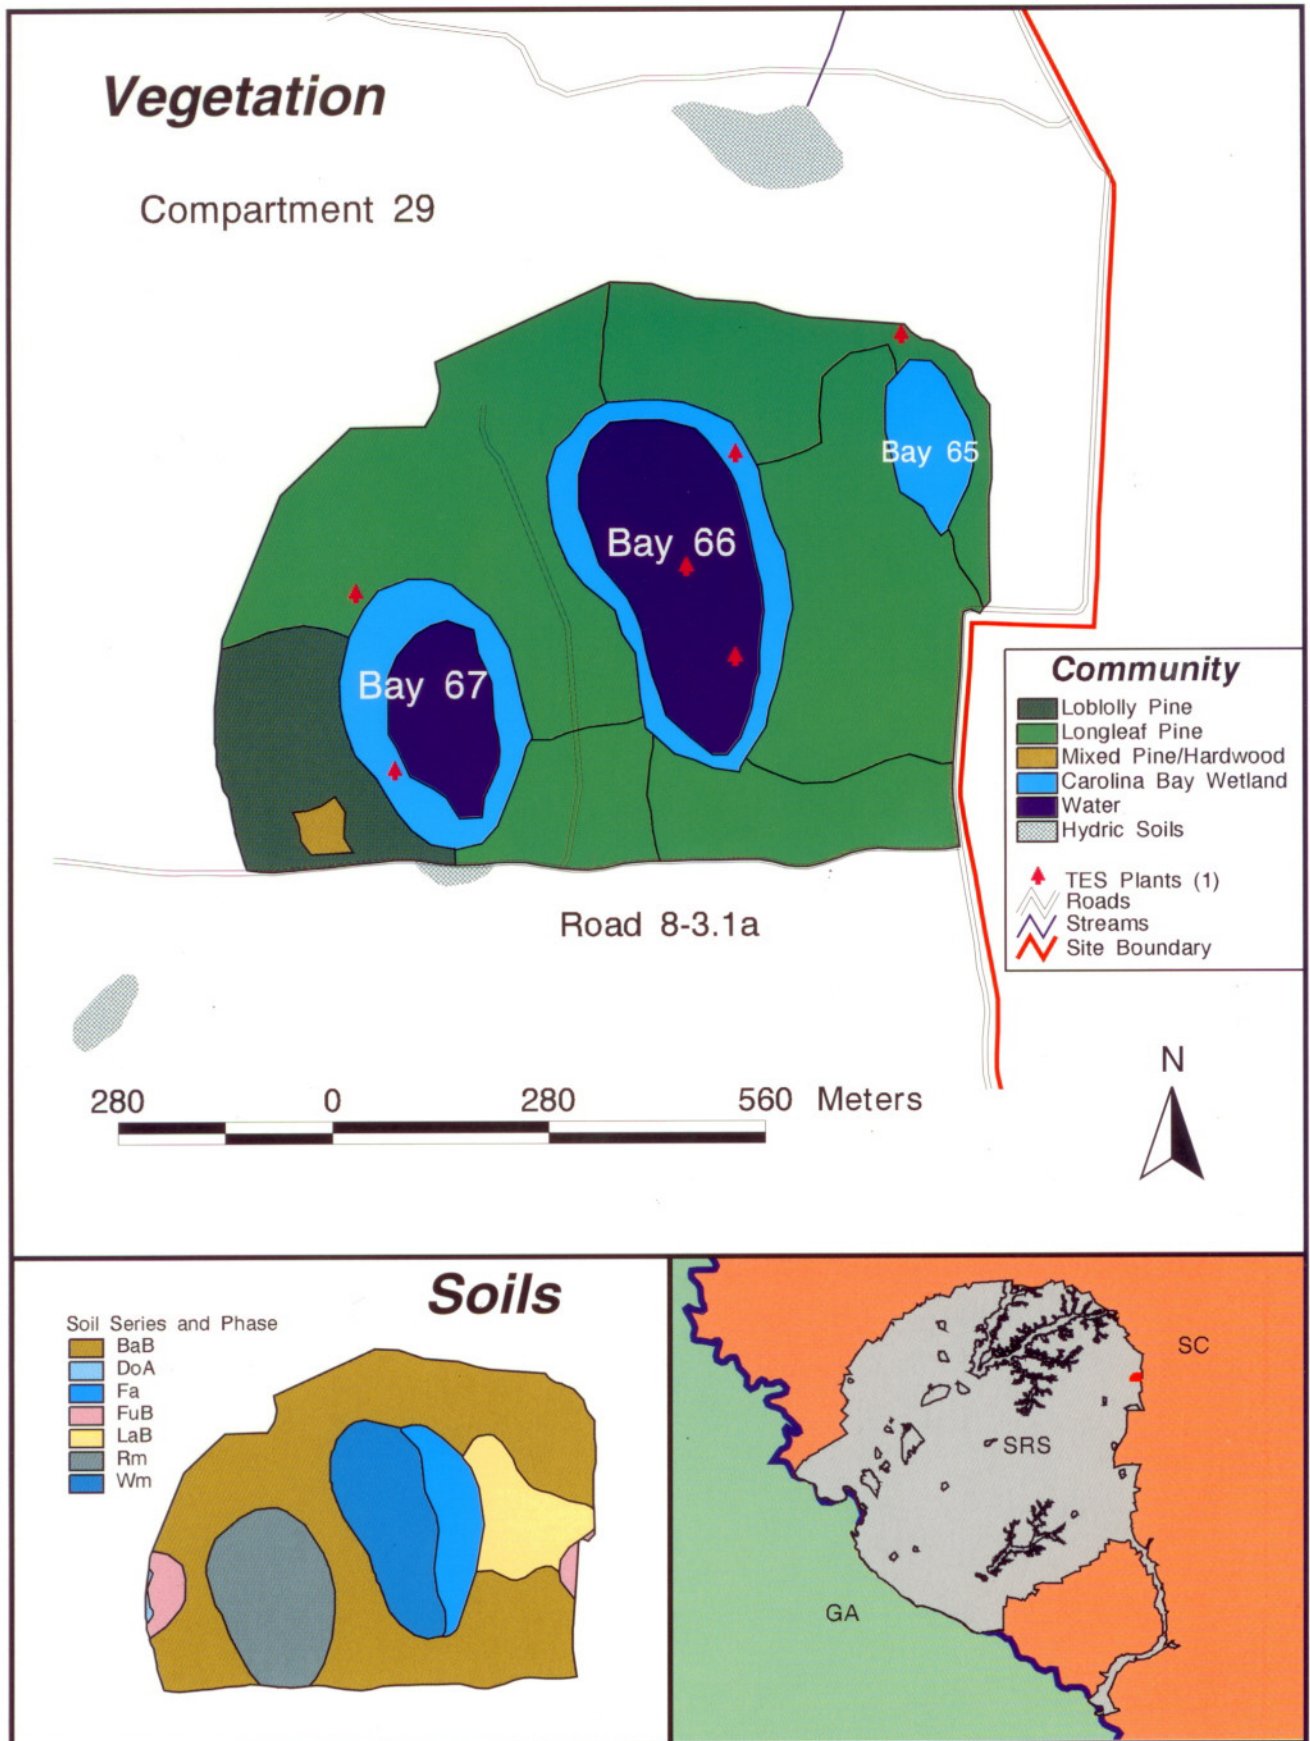 Vegetation
Compartment 29
Bay 65
Bay 66
Bay 67
Community
Loblolly Pine
Longleaf Pine
Mixed Pine/Hardwood
Carolina Bay Wetland
Water
Hydric Soils
TES Plants (1)
Roads
Streams
Site Boundary
Road 8-3.1a
N
280 0 280 560 Meters
Soils
Soil Series and Phase
BaB
DoA
Fa
FuB
LaB
Rm
Wm
SC
SRS
GA